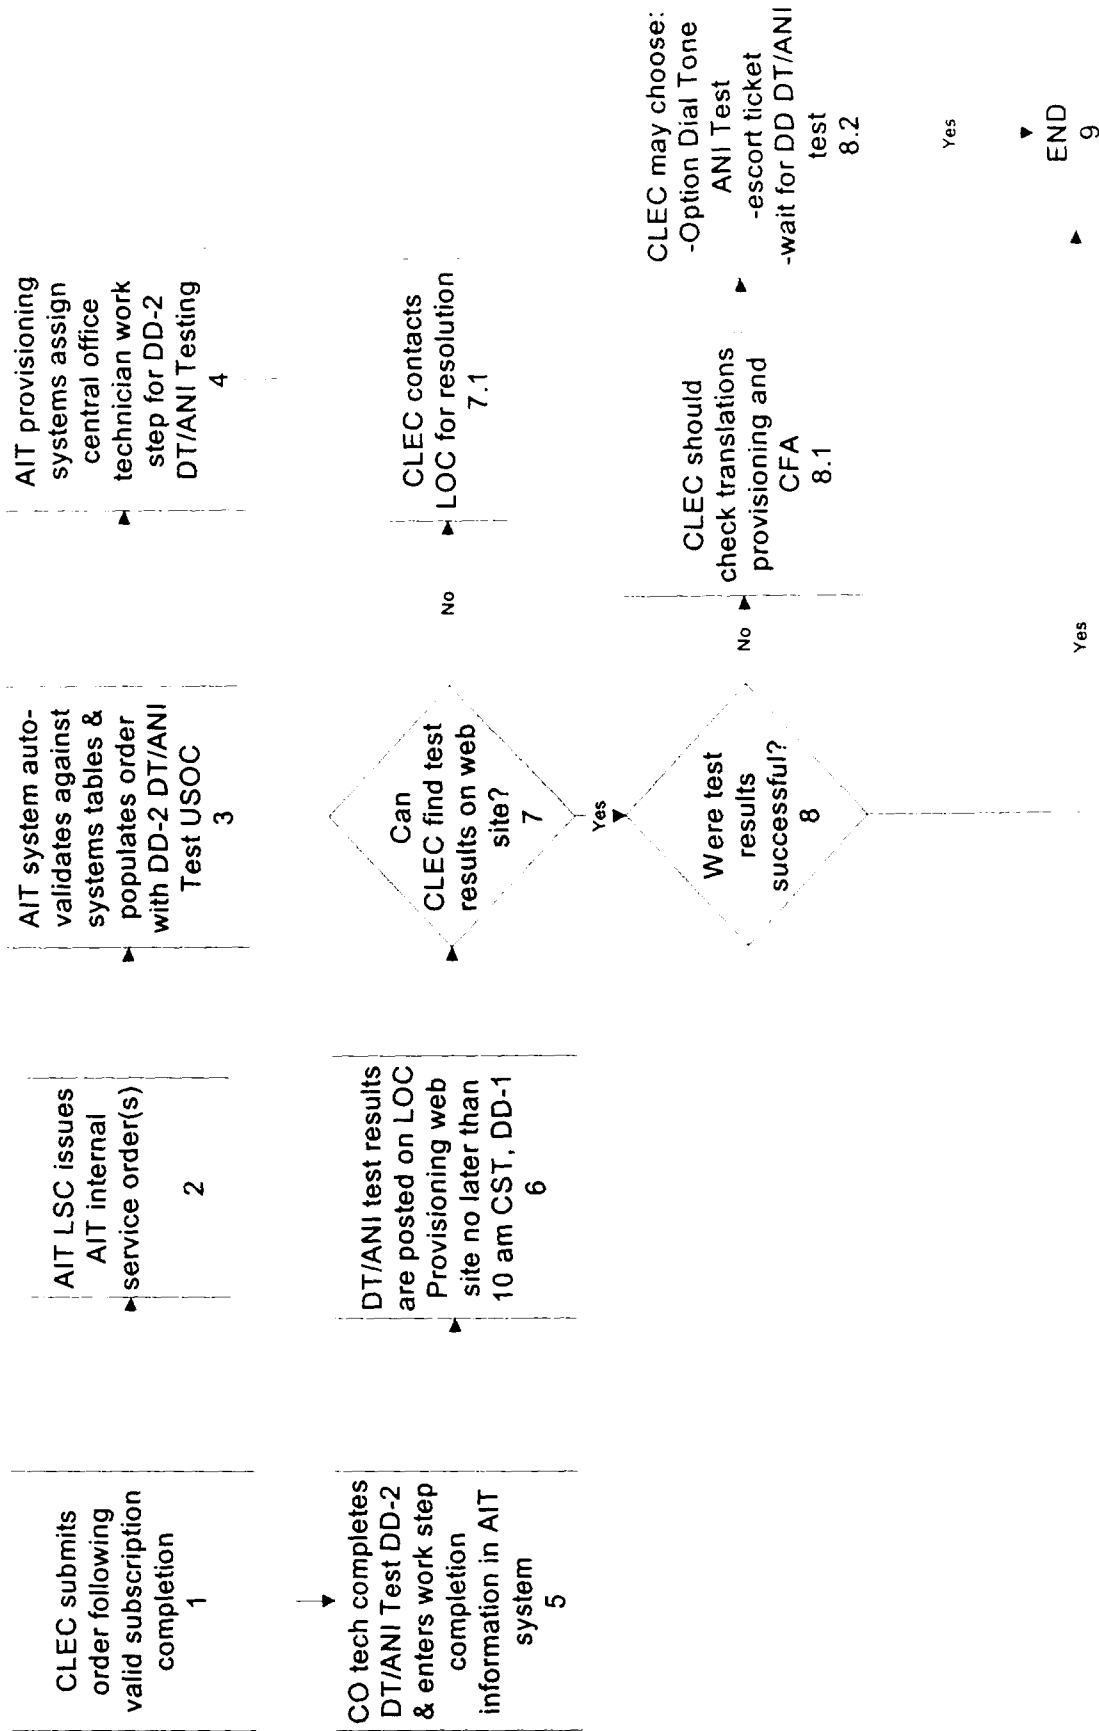 CLEC submits
order following
valid subscription
completion
1
AIT LSC issues
AIT internal
service order(s)
2
AIT system auto-
validates against
systems tables &
populates order
with DD-2 DT/ANI
Test USOC
3
AIT provisioning
systems assign
central office
technician work
step for DD-2
DT/ANI Testing
4
CO tech completes
DT/ANI Test DD-2
& enters work step
completion
information in AIT
system
5
DT/ANI test results
are posted on LOC
Provisioning web
site no later than
10 am CST, DD-1
6
Can
CLEC find test
results on web
site?
7
No
CLEC contacts
LOC for resolution
7.1
Yes
Were test
results
successful?
8
No
CLEC should
check translations
provisioning and
CFA
8.1
CLEC may choose:
-Option Dial Tone
ANI Test
-escort ticket
-wait for DD DT/ANI
test
8.2
Yes
Yes
END
9